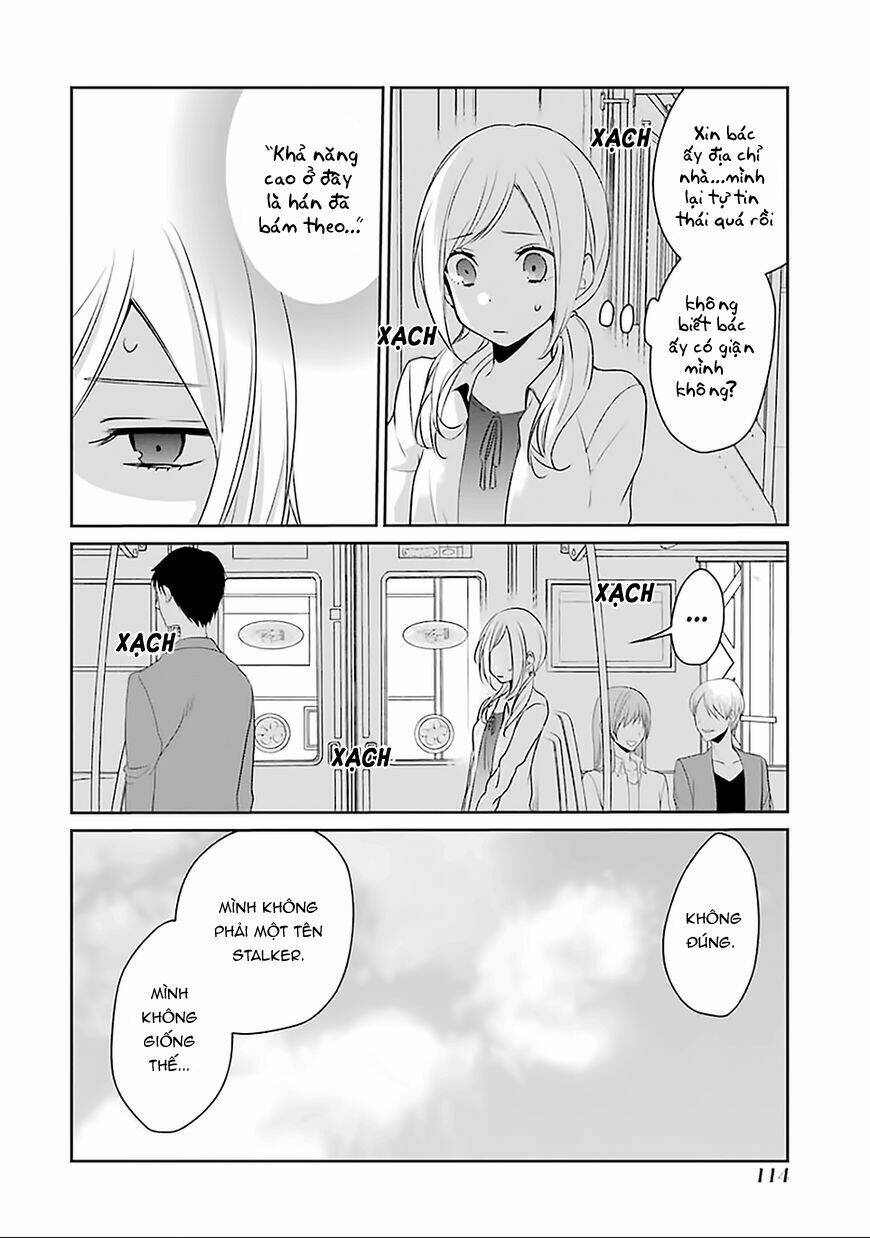 XẠCH
Xin bác
ấy địa chỉ
nhà...mình
lại tự tin
thái quá rồi
không
biết bác
ấy có giận
mình
không?
XẠCH
"Khả năng
cao ở đây
là hắn đã
bám theo..."
...
XẠCH
XẠCH
XẠCH
KHÔNG
ĐÚNG.
MÌNH KHÔNG
PHẢI MỘT TÊN
STALKER.
MÌNH
KHÔNG
GIỐNG
THẾ...
114